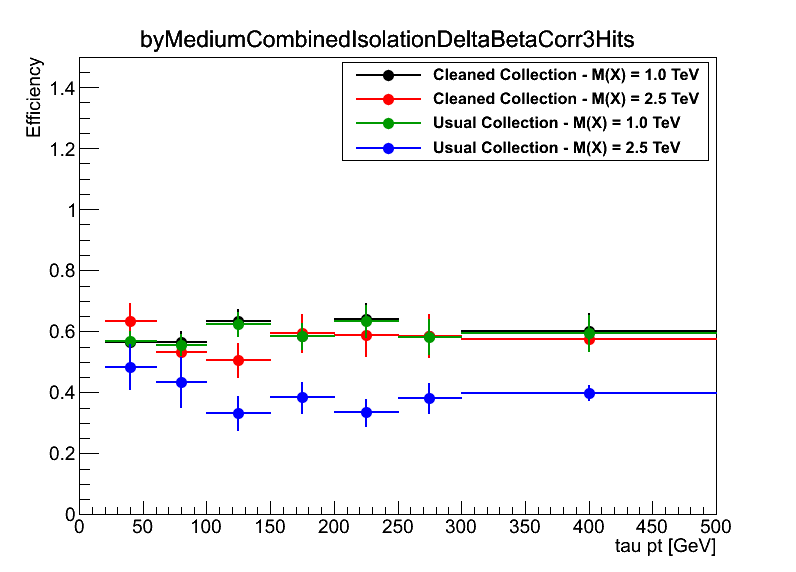 byMediumCombinedIsolationDeltaBetaCorr3Hits
Efficiency
Cleaned Collection - M(X) = 1.0 TeV
Cleaned Collection - M(X) = 2.5 TeV
Usual Collection - M(X) = 1.0 TeV
Usual Collection - M(X) = 2.5 TeV
1.4
1.2
1
0.8
0.6
0.4
0.2
0
0 50 100 150 200 250 300 350 400 450 500
tau pt [GeV]